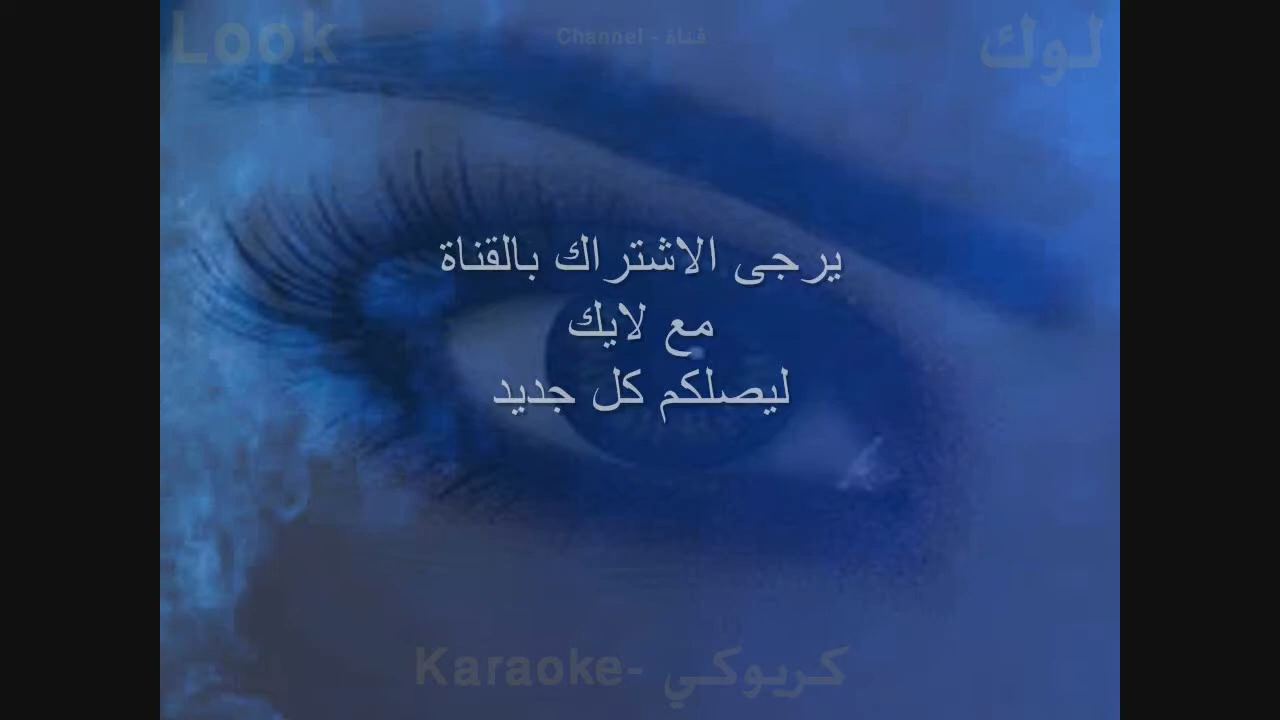 Look
Channel - قناة
لوك
يرجى الاشتراك بالقناة
مع لايك
ليصلكم كل جديد
Karaoke- كريوكي